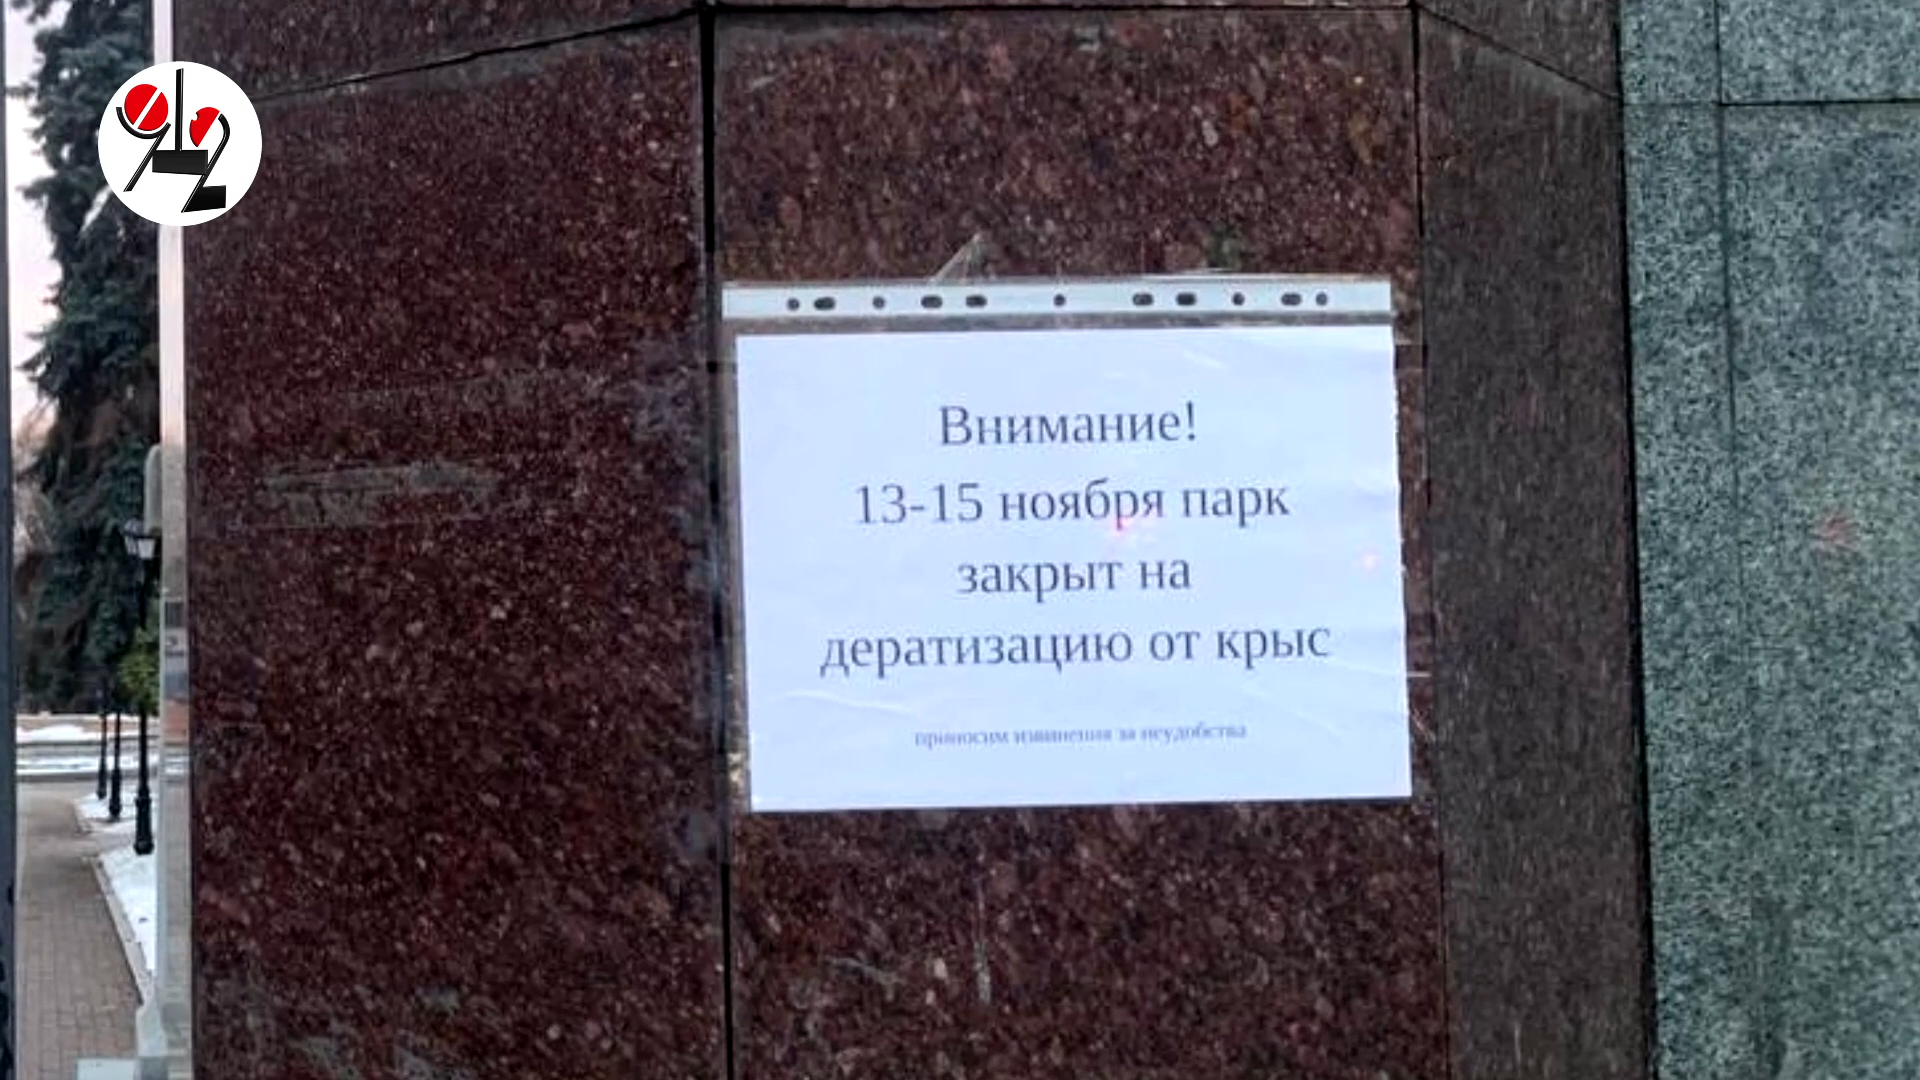 Внимание!
13-15 ноября парк
закрыт на
дератизацию от крыс
приносим извинения за неудобства